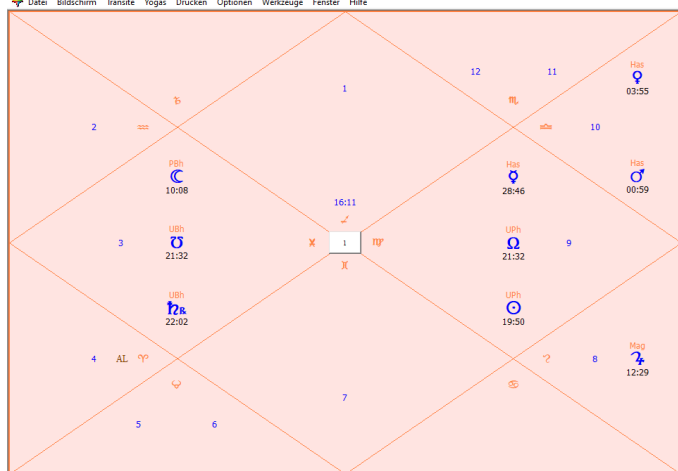 Datei Bildschirm Transite Yogas Drucken Optionen Werkzeuge Fenster Hilfe
12 11 Has
1
03:55
2 10
PBh Has Has
10:08 28:46 00:59
16:11
UBh UPh
3 1 9
21:32 21:32
UBh UPh
R
22:02 19:50
Mag
4 AL 8
12:29
7
5 6